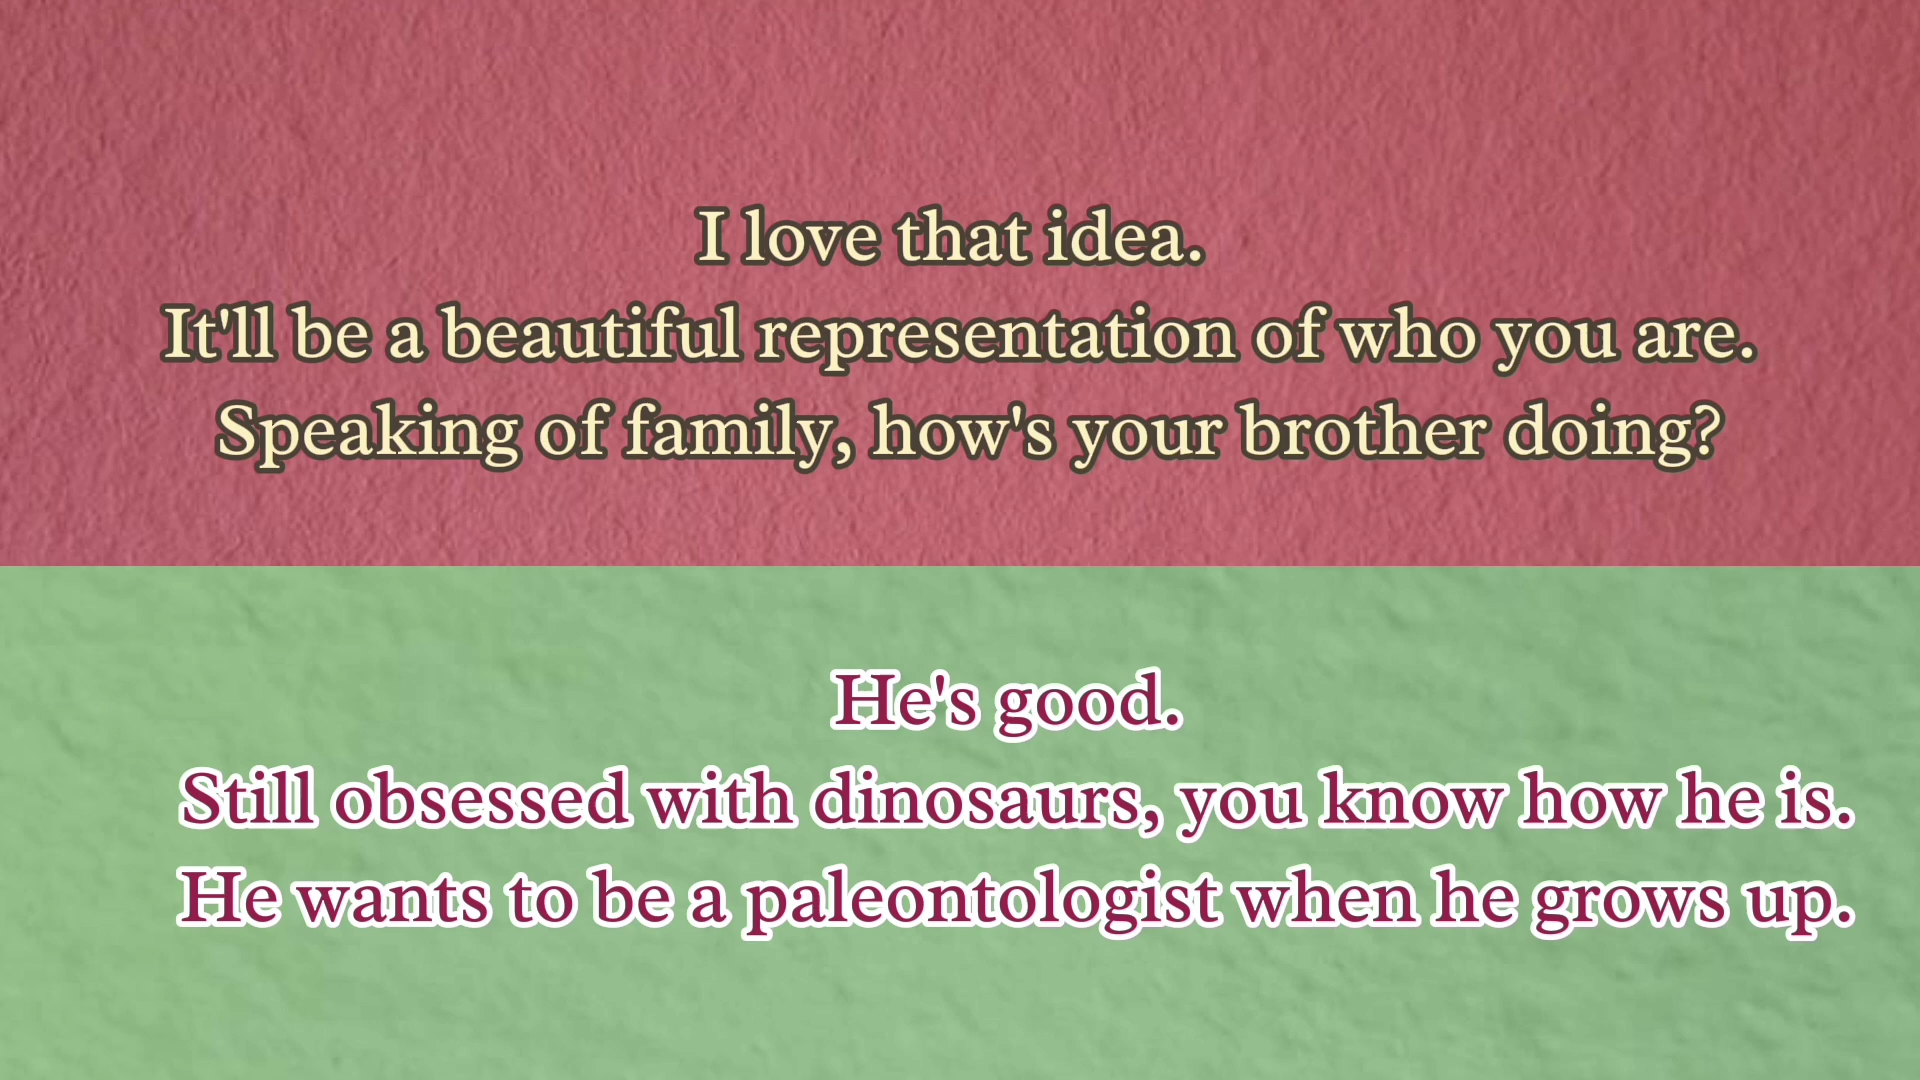 I love that idea.
It'll be a beautiful representation of who you are.
Speaking of family, how's your brother doing?
He's good.
Still obsessed with dinosaurs, you know how he is.
He wants to be a paleontologist when he grows up.